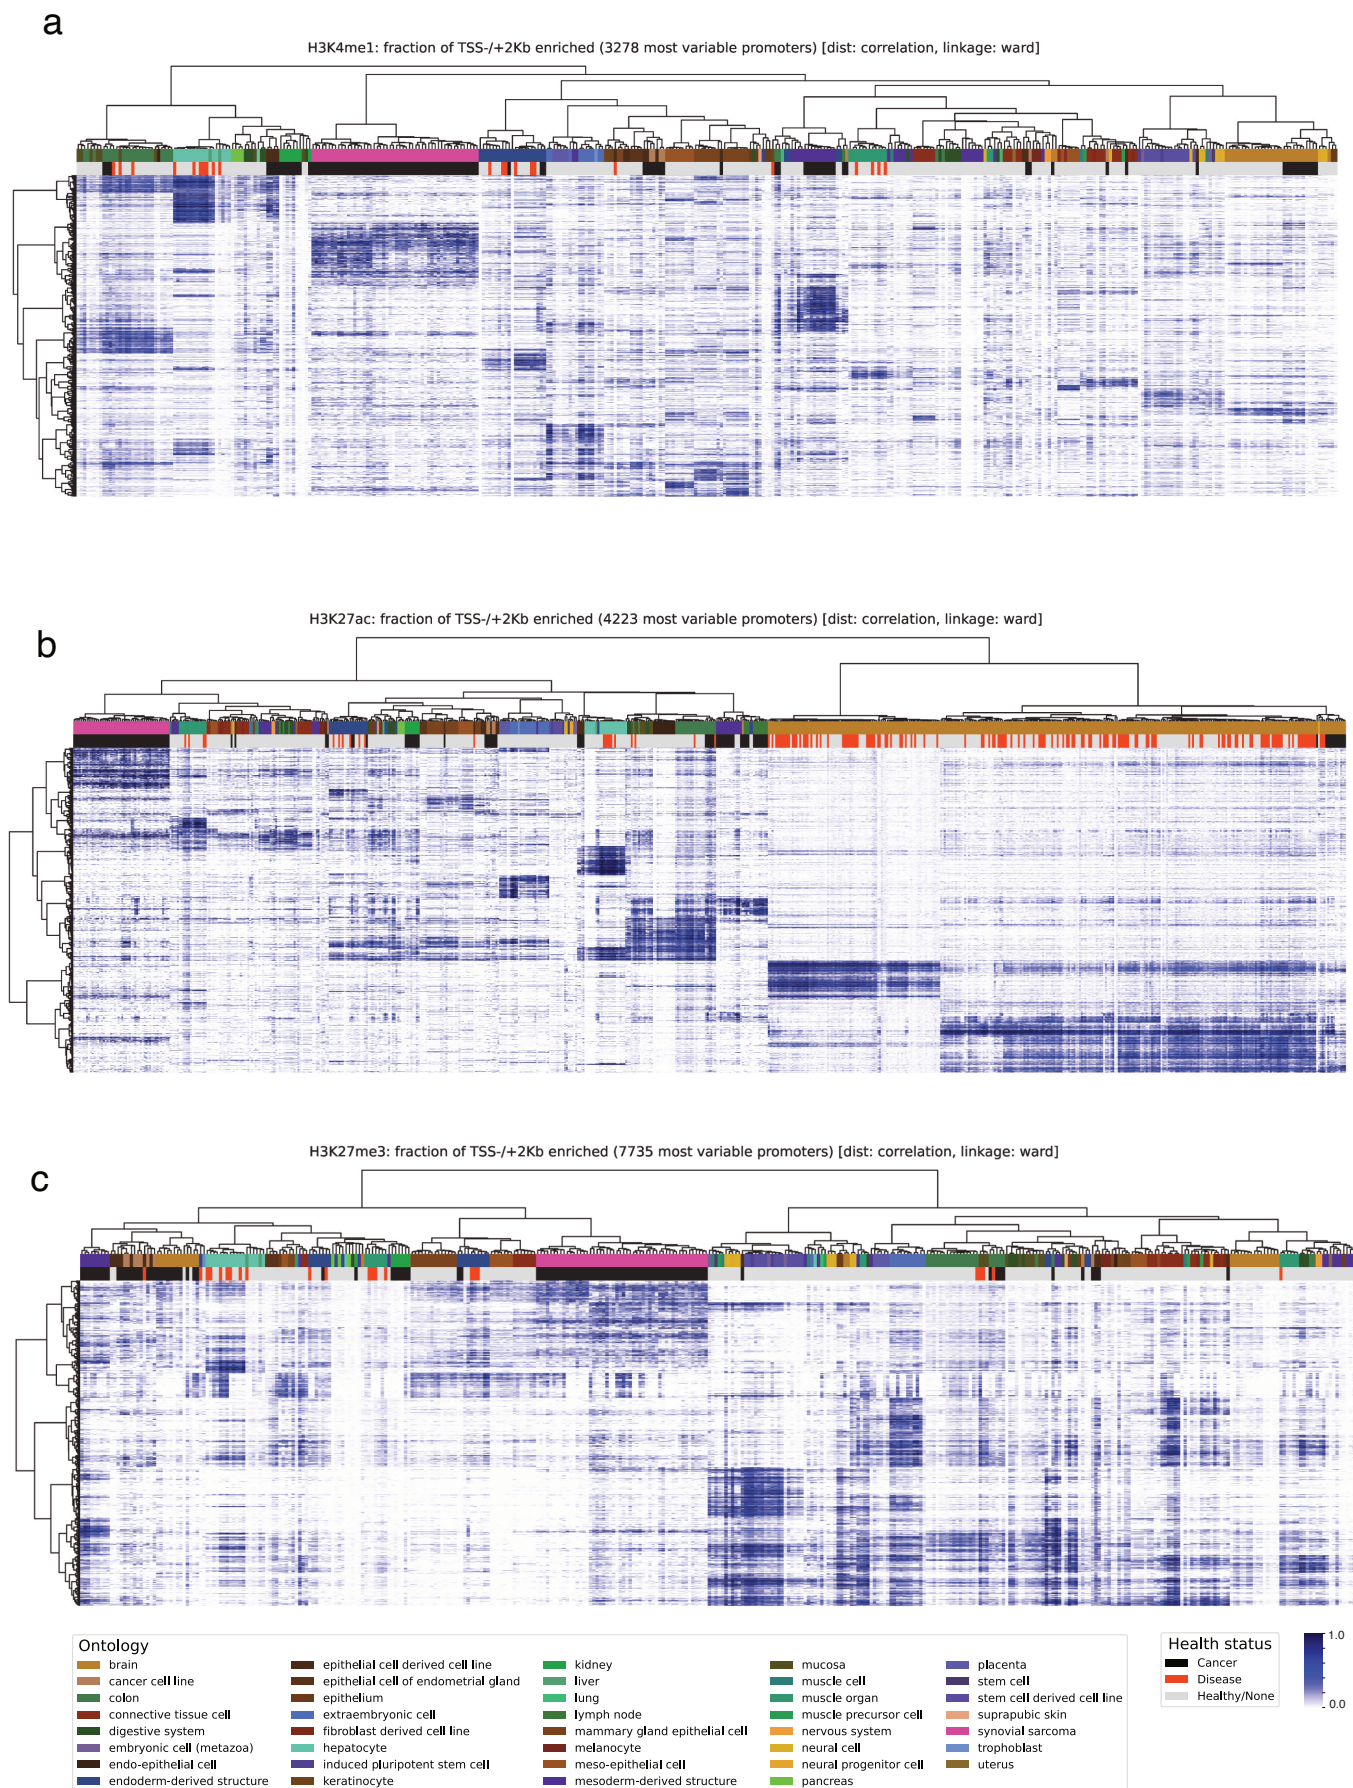 a
H3K4me1: fraction of TSS-/+2Kb enriched (3278 most variable promoters) [dist: correlation, linkage: ward]
b
H3K27ac: fraction of TSS-/+2Kb enriched (4223 most variable promoters) [dist: correlation, linkage: ward]
c
H3K27me3: fraction of TSS-/+2Kb enriched (7735 most variable promoters) [dist: correlation, linkage: ward]
Ontology
brain
cancer cell line
colon
connective tissue cell
digestive system
embryonic cell (metazoa)
endo-epithelial cell
endoderm-derived structure
epithelial cell derived cell line
epithelial cell of endometrial gland
epithelium
extraembryonic cell
fibroblast derived cell line
hepatocyte
induced pluripotent stem cell
keratinocyte
kidney
liver
lung
lymph node
mammary gland epithelial cell
melanocyte
meso-epithelial cell
mesoderm-derived structure
mucosa
muscle cell
muscle organ
muscle precursor cell
nervous system
neural cell
neural progenitor cell
pancreas
placenta
stem cell
stem cell derived cell line
suprapubic skin
synovial sarcoma
trophoblast
uterus
Health status
Cancer
Disease
Healthy/None
1.0
0.0